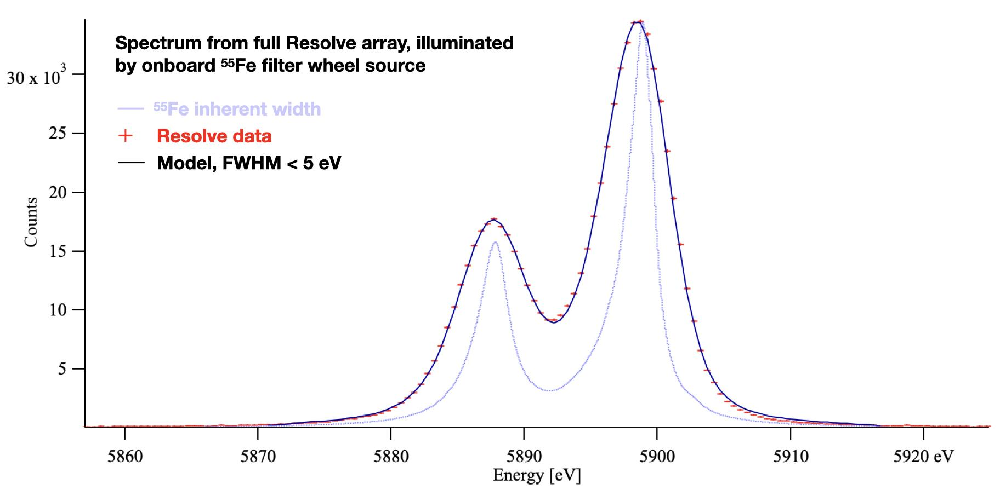 Spectrum from full Resolve array, illuminated
by onboard ⁵⁵Fe filter wheel source
⁵⁵Fe inherent width
Resolve data
Model, FWHM < 5 eV
30 x 10³
25
20
15
10
5
Counts
5860
5870
5880
5890
5900
5910
5920 eV
Energy [eV]